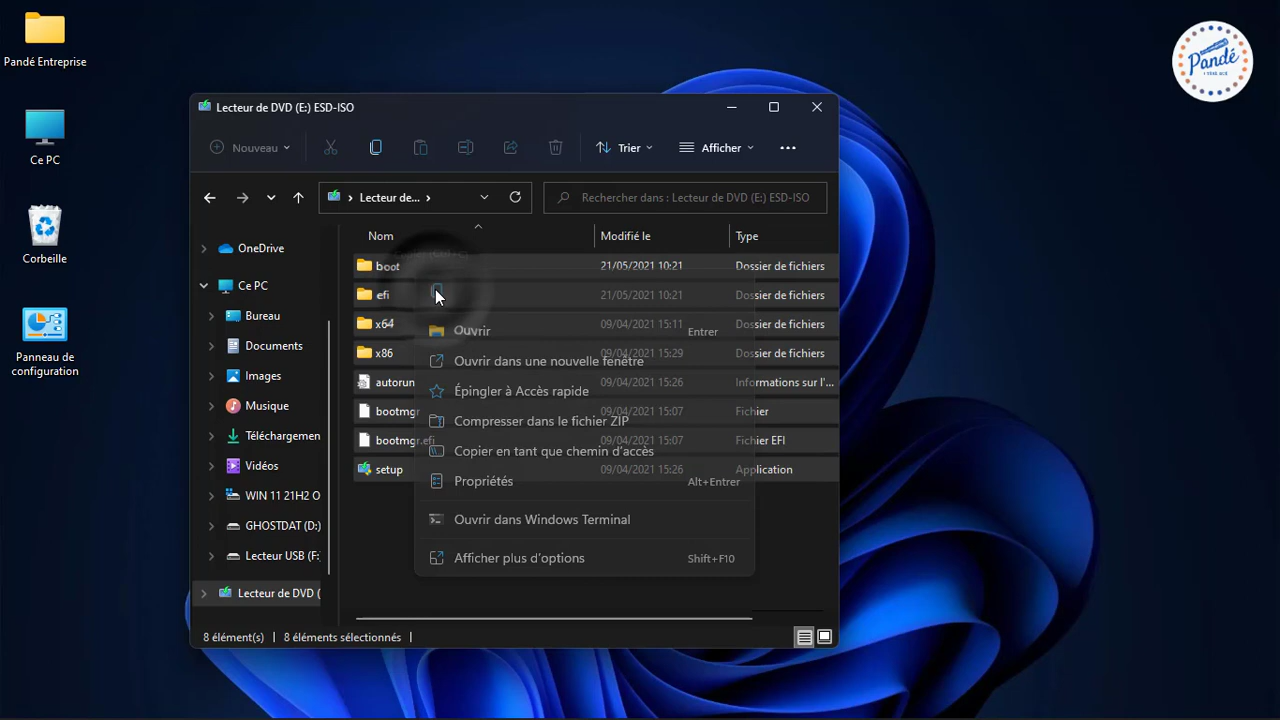 Pandé Entreprise
Ce PC
Corbeille
Panneau de
configuration
Pandé
Lecteur de DVD (E:) ESD-ISO
Nouveau
Trier
Afficher
Lecteur de...
Rechercher dans : Lecteur de DVD (E:) ESD-ISO
OneDrive
Ce PC
Bureau
Documents
Images
Musique
Téléchargemen
Vidéos
WIN 11 21H2 O
GHOSTDAT (D:)
Lecteur USB (F:
Lecteur de DVD (
Nom Modifié le Type
boot 21/05/2021 10:21 Dossier de fichiers
efi 21/05/2021 10:21 Dossier de fichiers
x64 09/04/2021 15:11 Dossier de fichiers
x86 09/04/2021 15:29 Dossier de fichiers
autorun 09/04/2021 15:26 Informations sur l'...
bootmgr 09/04/2021 15:07 Fichier
bootmgr.efi 09/04/2021 15:07 Fichier EFI
setup 09/04/2021 15:26 Application
Ouvrir Entrer
Ouvrir dans une nouvelle fenêtre
Épingler à Accès rapide
Compresser dans le fichier ZIP
Copier en tant que chemin d'accès
Propriétés Alt+Entrer
Ouvrir dans Windows Terminal
Afficher plus d'options Shift+F10
8 élément(s) 8 éléments sélectionnés